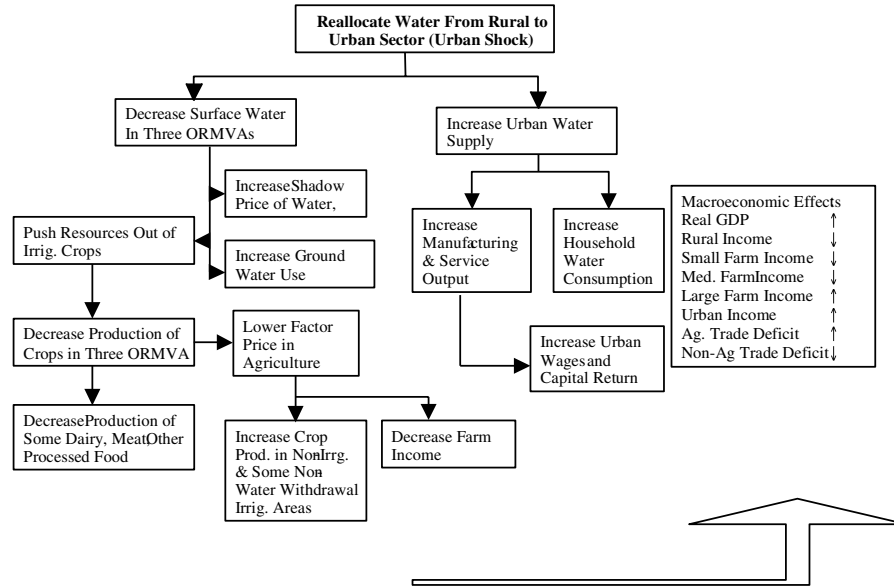 Reallocate Water From Rural to
Urban Sector (Urban Shock)
Decrease Surface Water
In Three ORMVAs
Increase Urban Water
Supply
IncreaseShadow
Price of Water,
Increase Ground
Water Use
Push Resources Out of
Irrig. Crops
Increase
Manufacturing
& Service
Output
Increase
Household
Water
Consumption
Macroeconomic Effects
Real GDP ↑
Rural Income ↓
Small Farm Income ↓
Med. FarmIncome ↓
Large Farm Income ↑
Urban Income ↑
Ag. Trade Deficit ↑
Non-Ag Trade Deficit ↓
Decrease Production of
Crops in Three ORMVA
Lower Factor
Price in
Agriculture
Increase Urban
Wages and
Capital Return
DecreaseProduction of
Some Dairy, Meat,Other
Processed Food
Increase Crop
Prod. in Non-Irrg.
& Some Non-
Water Withdrawal
Irrig. Areas
Decrease Farm
Income